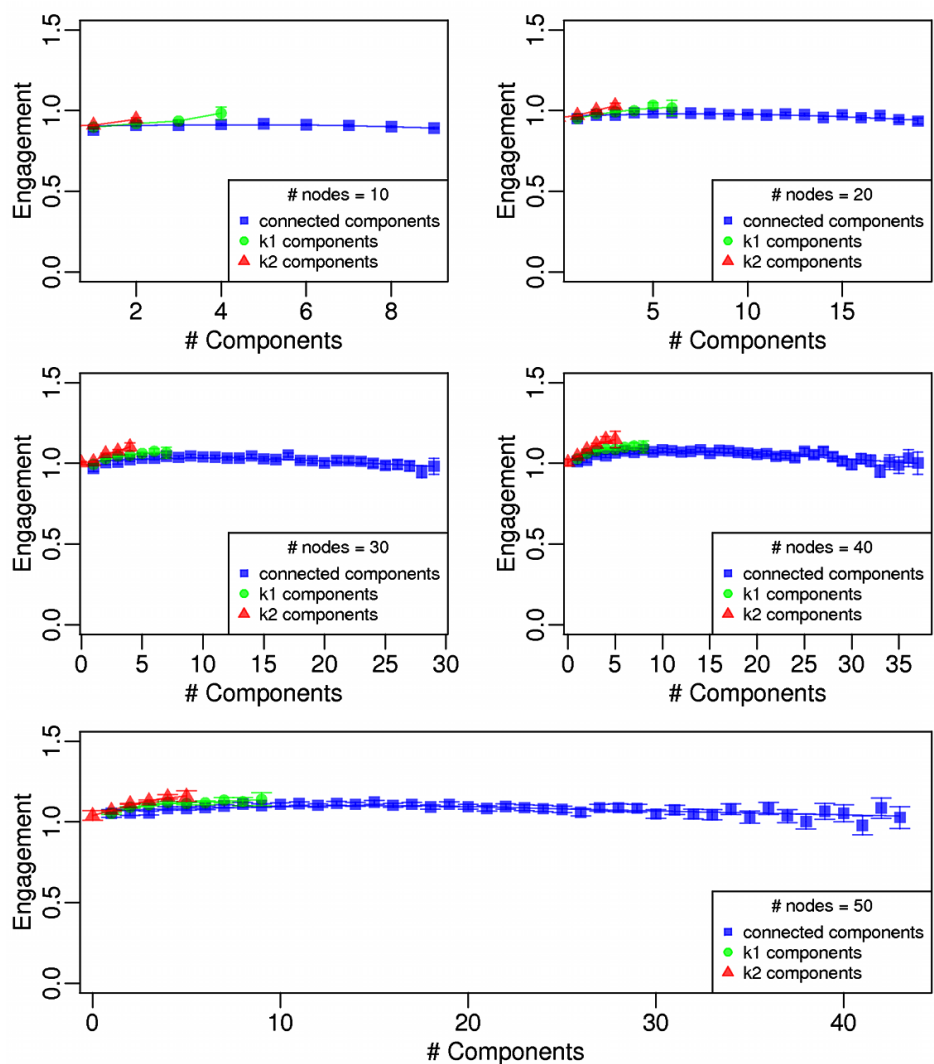 Engagement
0.0 0.5 1.0 1.5
# nodes = 10
connected components
k1 components
k2 components
2 4 6 8
# Components
Engagement
0.0 0.5 1.0 1.5
# nodes = 20
connected components
k1 components
k2 components
5 10 15
# Components
Engagement
0.0 0.5 1.0 1.5
# nodes = 30
connected components
k1 components
k2 components
0 5 10 15 20 25 30
# Components
Engagement
0.0 0.5 1.0 1.5
# nodes = 40
connected components
k1 components
k2 components
0 5 10 15 20 25 30 35
# Components
Engagement
0.0 0.5 1.0 1.5
# nodes = 50
connected components
k1 components
k2 components
0 10 20 30 40
# Components